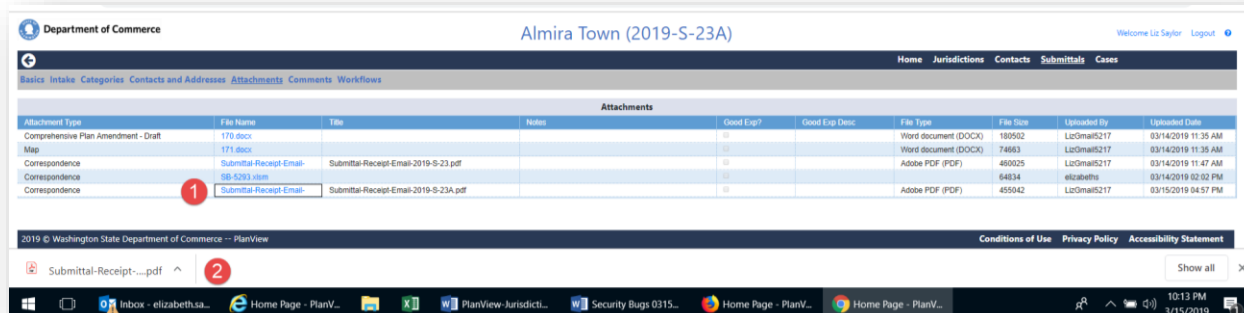 Department of Commerce
Almira Town (2019-S-23A)
Welcome Liz Saylor Logout
Home Jurisdictions Contacts Submittals Cases
Basics Intake Categories Contacts and Addresses Attachments Comments Workflows
Attachments
Attachment Type File Name Title Notes Good Exp? Good Exp Desc File Type File Size Uploaded By Uploaded Date
Comprehensive Plan Amendment - Draft 170.docx Word document (DOCX) 180502 LizGmail5217 03/14/2019 11:35 AM
Map 171.docx Word document (DOCX) 74663 LizGmail5217 03/14/2019 11:35 AM
Correspondence Submittal-Receipt-Email- Submittal-Receipt-Email-2019-S-23.pdf Adobe PDF (PDF) 460025 LizGmail5217 03/14/2019 11:47 AM
Correspondence SB-5293.xlsm 64834 elizabeths 03/14/2019 02:02 PM
Correspondence 1 Submittal-Receipt-Email- Submittal-Receipt-Email-2019-S-23A.pdf Adobe PDF (PDF) 455042 LizGmail5217 03/15/2019 04:57 PM
2019 © Washington State Department of Commerce -- PlanView Conditions of Use Privacy Policy Accessibility Statement
Submittal-Receipt-....pdf 2 Show all
Inbox - elizabeth.sa... Home Page - PlanV... PlanView-Jurisdicti... Security Bugs 0315... Home Page - PlanV... Home Page - PlanV... 10:13 PM
3/15/2019